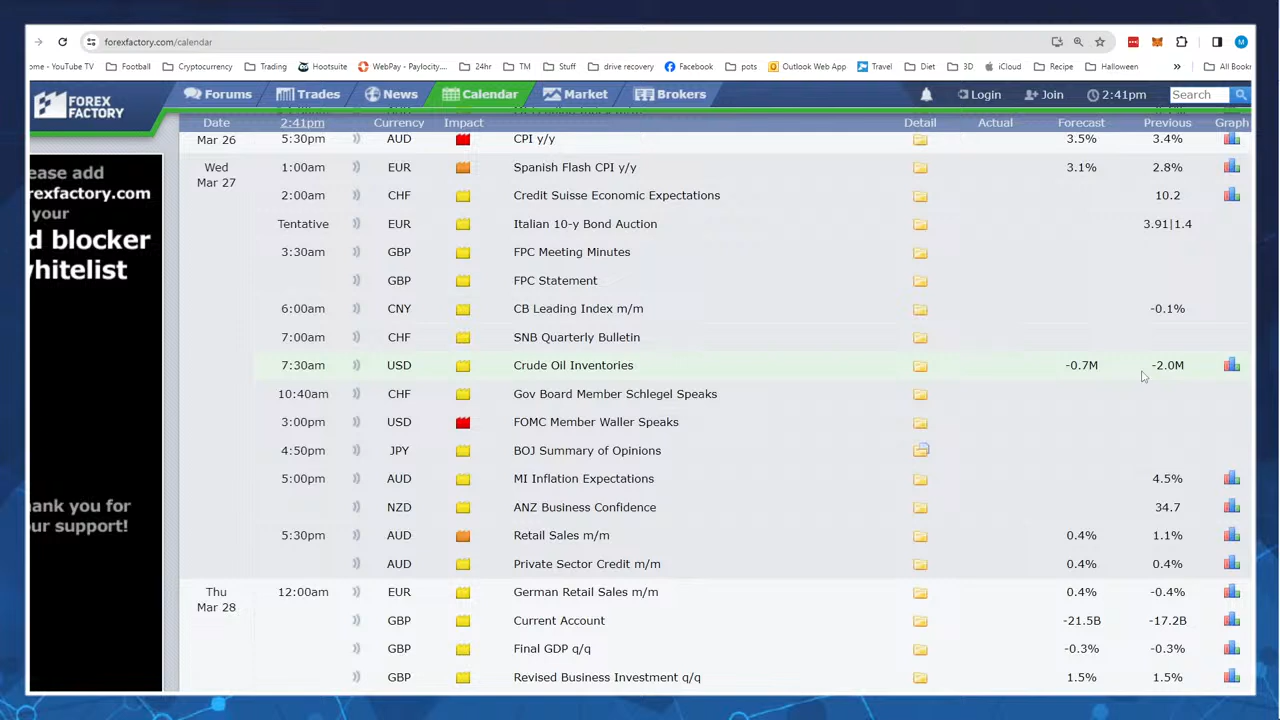 forexfactory.com/calendar
ome - YouTube TV Football Cryptocurrency Trading Hootsuite WebPay - Paylocity... 24hr TM Stuff drive recovery Facebook pots Outlook Web App Travel Diet 3D iCloud Recipe Halloween » All Bookr
FOREX FACTORY Forums Trades News Calendar Market Brokers Login Join 2:41pm Search
Date 2:41pm Currency Impact Detail Actual Forecast Previous Graph
Mar 26 5:30pm AUD CPI y/y 3.5% 3.4%
Wed Mar 27 1:00am EUR Spanish Flash CPI y/y 3.1% 2.8%
2:00am CHF Credit Suisse Economic Expectations 10.2
Tentative EUR Italian 10-y Bond Auction 3.91|1.4
3:30am GBP FPC Meeting Minutes
GBP FPC Statement
6:00am CNY CB Leading Index m/m -0.1%
7:00am CHF SNB Quarterly Bulletin
7:30am USD Crude Oil Inventories -0.7M -2.0M
10:40am CHF Gov Board Member Schlegel Speaks
3:00pm USD FOMC Member Waller Speaks
4:50pm JPY BOJ Summary of Opinions
5:00pm AUD MI Inflation Expectations 4.5%
NZD ANZ Business Confidence 34.7
5:30pm AUD Retail Sales m/m 0.4% 1.1%
AUD Private Sector Credit m/m 0.4% 0.4%
Thu Mar 28 12:00am EUR German Retail Sales m/m 0.4% -0.4%
GBP Current Account -21.5B -17.2B
GBP Final GDP q/q -0.3% -0.3%
GBP Revised Business Investment q/q 1.5% 1.5%
ease add
rexfactory.com
your
d blocker
whitelist
ank you for
our support!